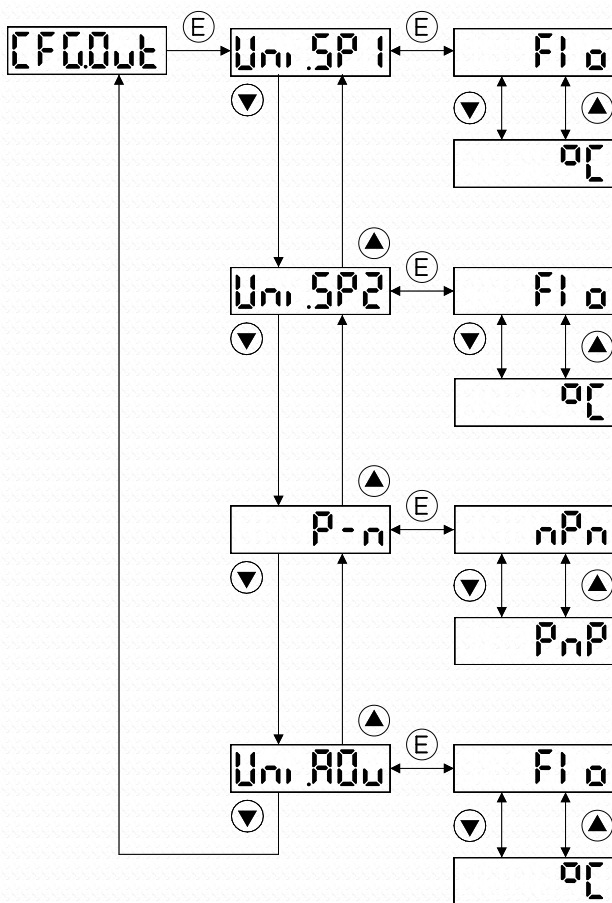 CFG.Out E Uni.SP1 E Flo
°C
Uni.SP2 E Flo
°C
P-n E nPn
PnP
Uni.AOu E Flo
°C